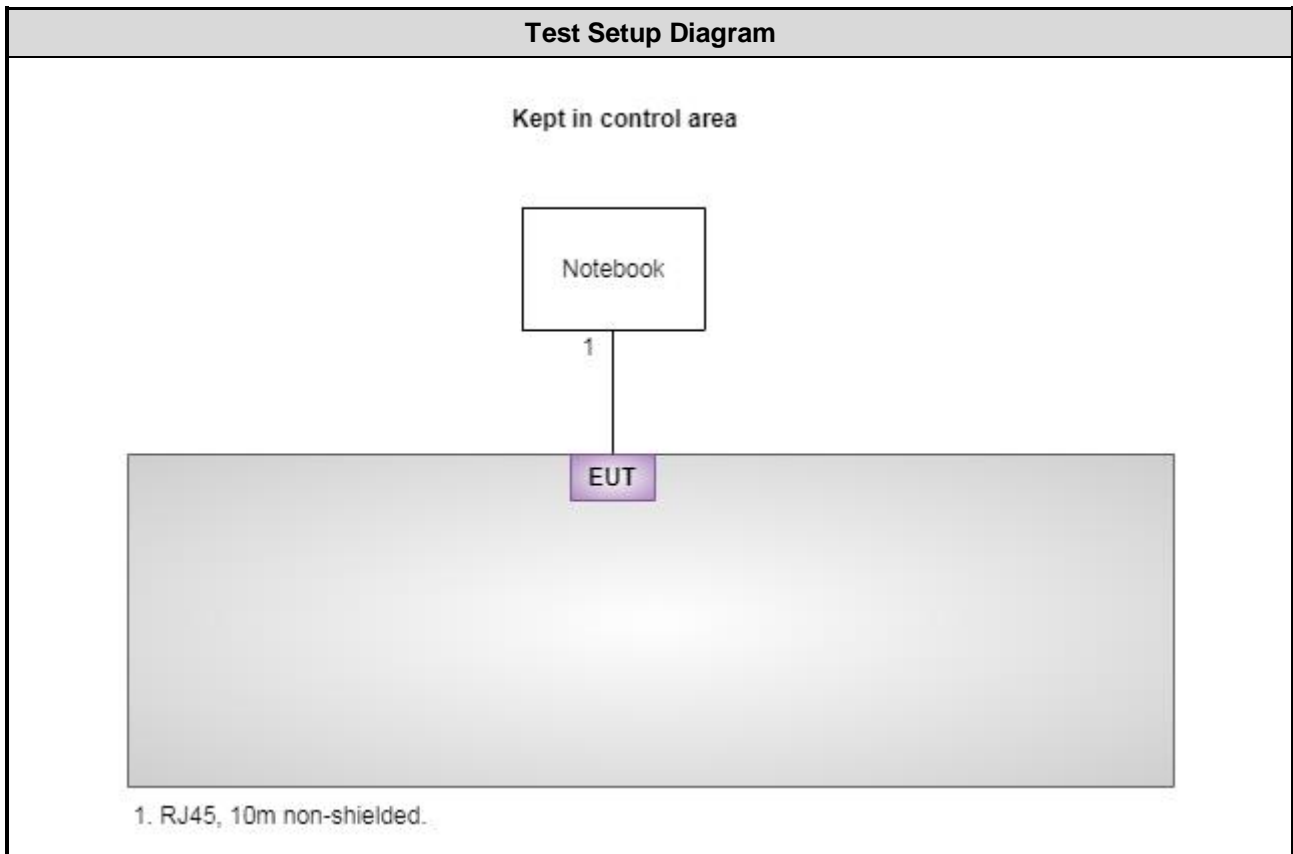 Test Setup Diagram
Kept in control area
Notebook
1
EUT
1. RJ45, 10m non-shielded.